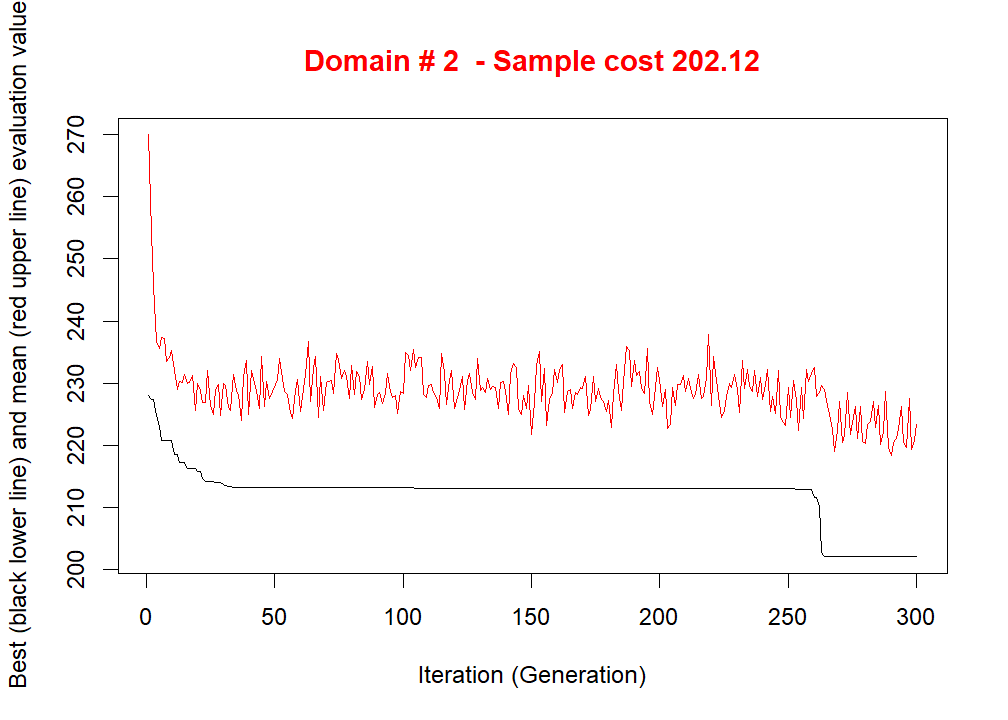 Domain # 2  - Sample cost 202.12
Best (black lower line) and mean (red upper line) evaluation value
270
260
250
240
230
220
210
200
0 50 100 150 200 250 300
Iteration (Generation)